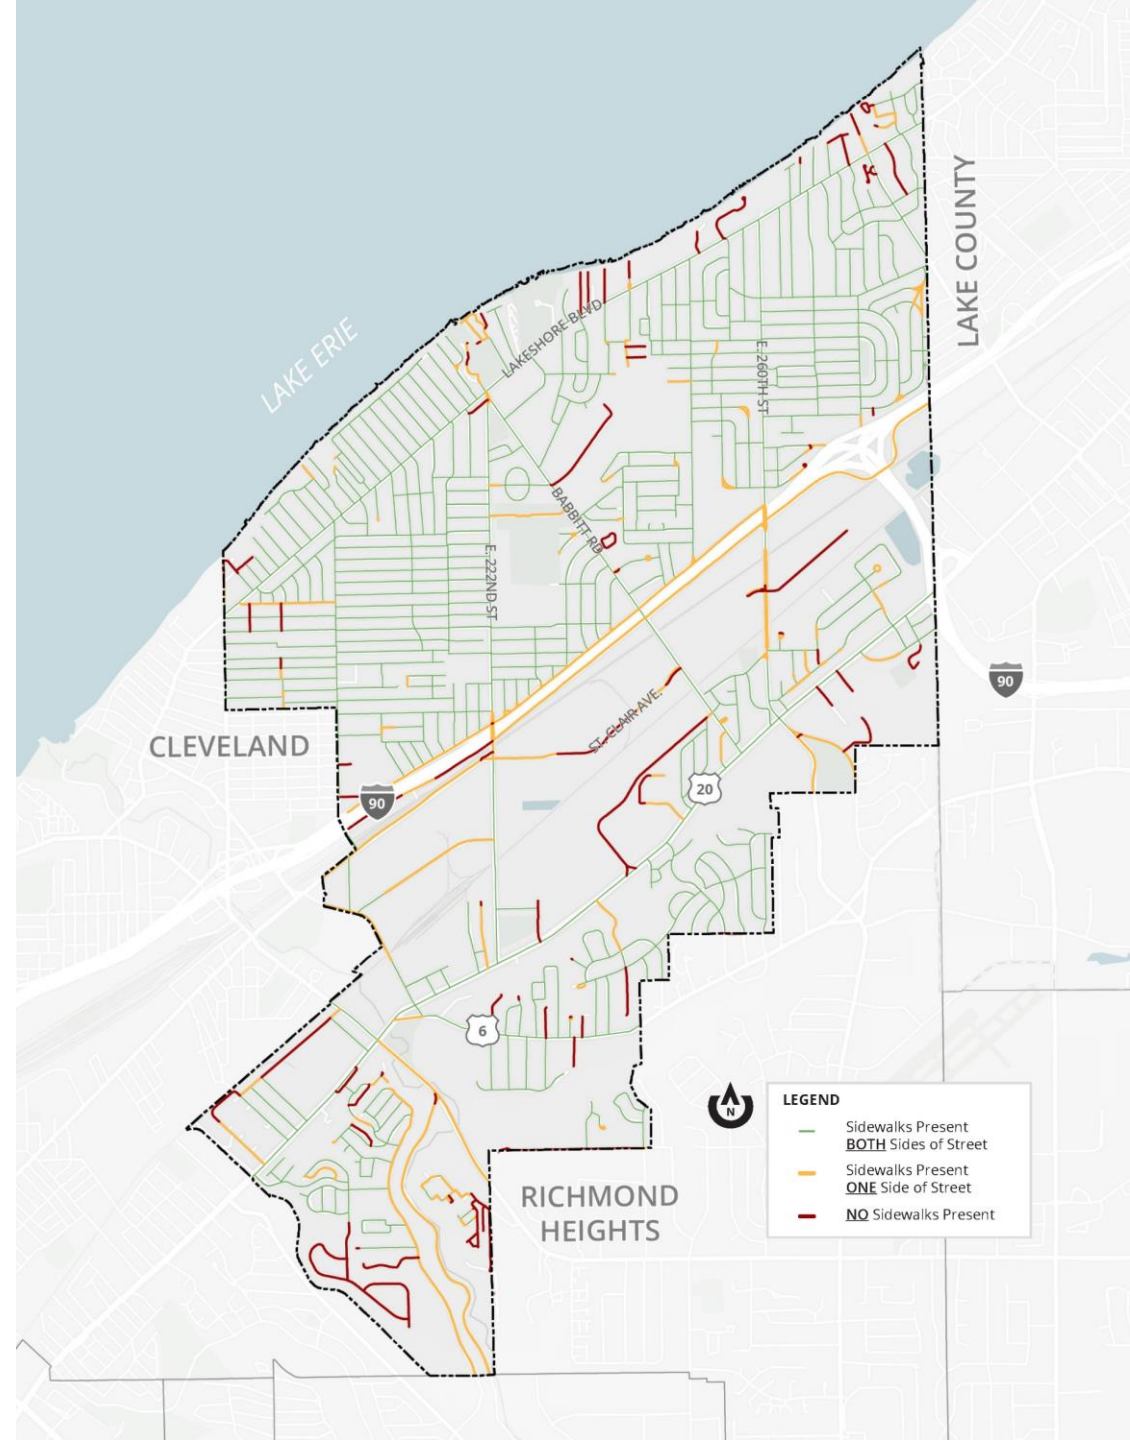 LAKE COUNTY
LAKE ERIE
LAKESHORE BLVD
E. 260TH ST
BABBITT RD
E. 222ND ST
90
ST. CLAIR AVE.
CLEVELAND
20
90
6
N
LEGEND
Sidewalks Present
BOTH Sides of Street
Sidewalks Present
ONE Side of Street
NO Sidewalks Present
RICHMOND
HEIGHTS